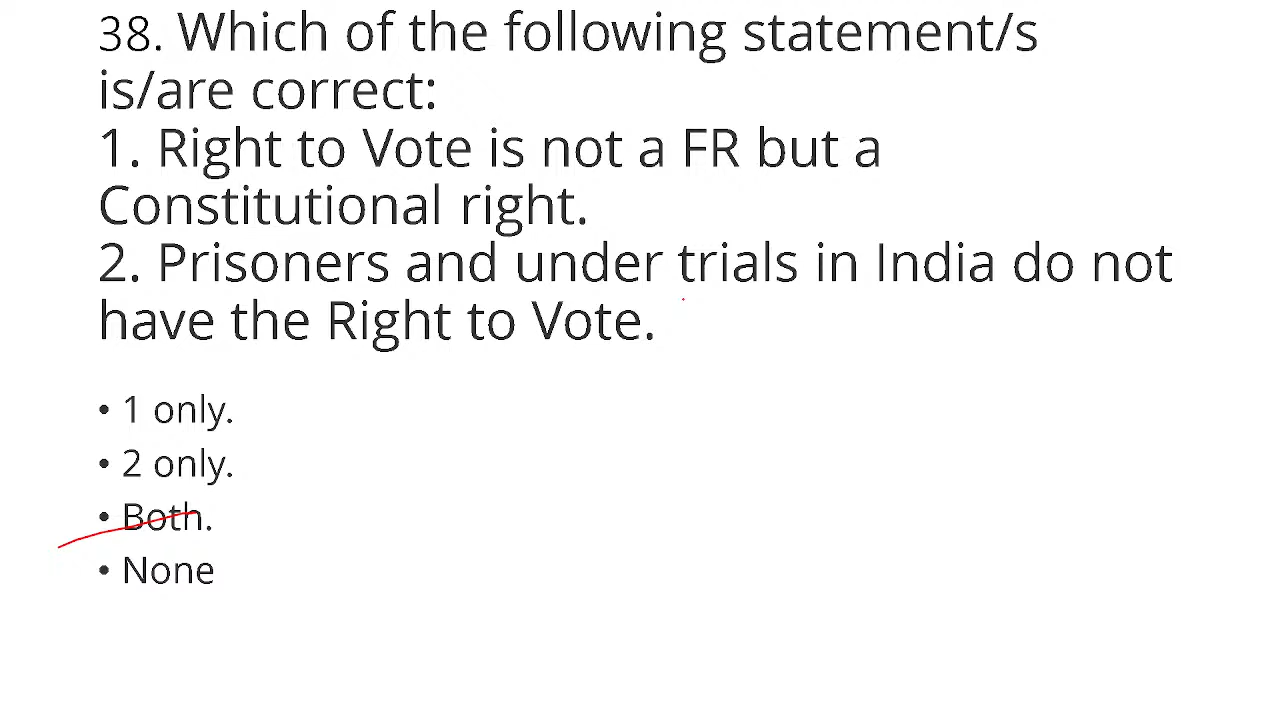 38. Which of the following statement/s
is/are correct:
1. Right to Vote is not a FR but a
Constitutional right.
2. Prisoners and under trials in India do not
have the Right to Vote.
• 1 only.
• 2 only.
• Both.
• None